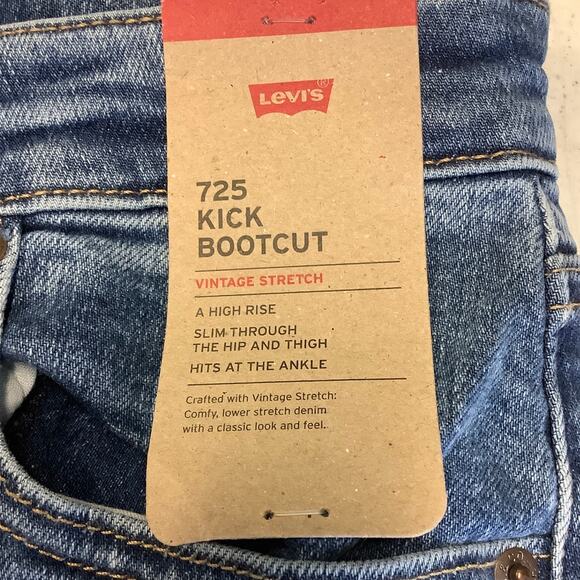 LEVI'S ®
725
KICK
BOOTCUT
VINTAGE STRETCH
A HIGH RISE
SLIM THROUGH
THE HIP AND THIGH
HITS AT THE ANKLE
Crafted with Vintage Stretch:
Comfy, lower stretch denim
with a classic look and feel.